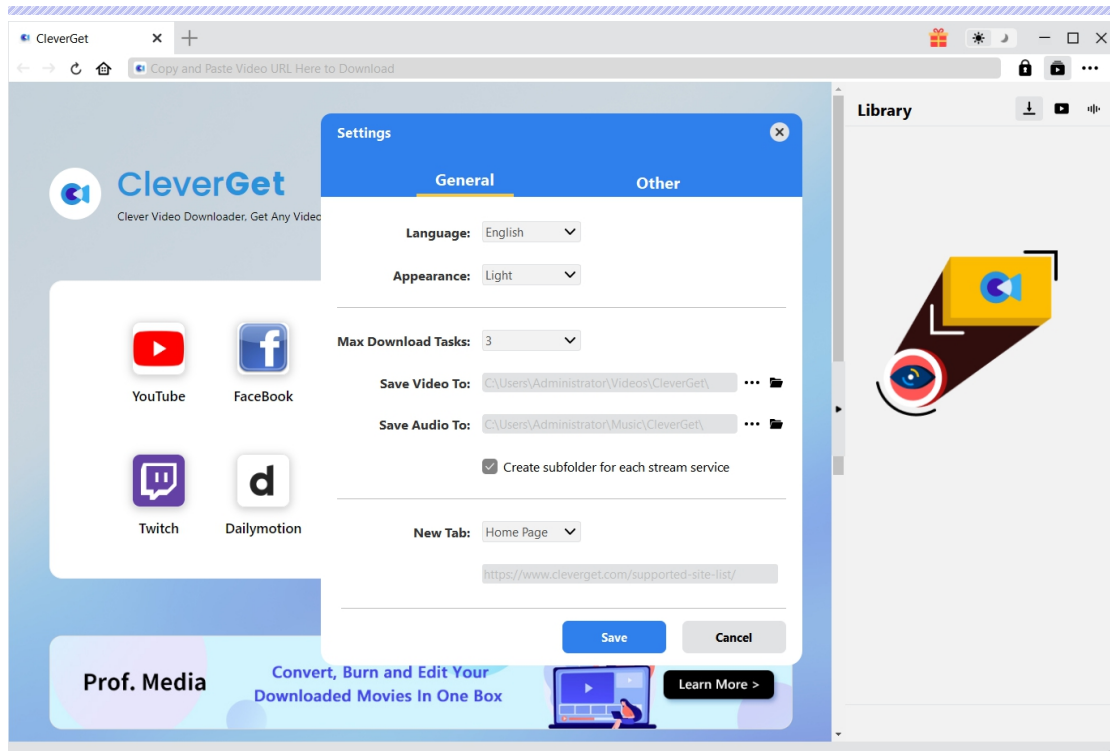 CleverGet
Copy and Paste Video URL Here to Download
Library
CleverGet
Clever Video Downloader, Get Any Video
YouTube
FaceBook
Twitch
Dailymotion
Settings
General
Other
Language: English
Appearance: Light
Max Download Tasks: 3
Save Video To: C:\Users\Administrator\Videos\CleverGet\
Save Audio To: C:\Users\Administrator\Music\CleverGet\
Create subfolder for each stream service
New Tab: Home Page
https://www.cleverget.com/supported-site-list/
Save
Cancel
Prof. Media
Convert, Burn and Edit Your
Downloaded Movies In One Box
Learn More >